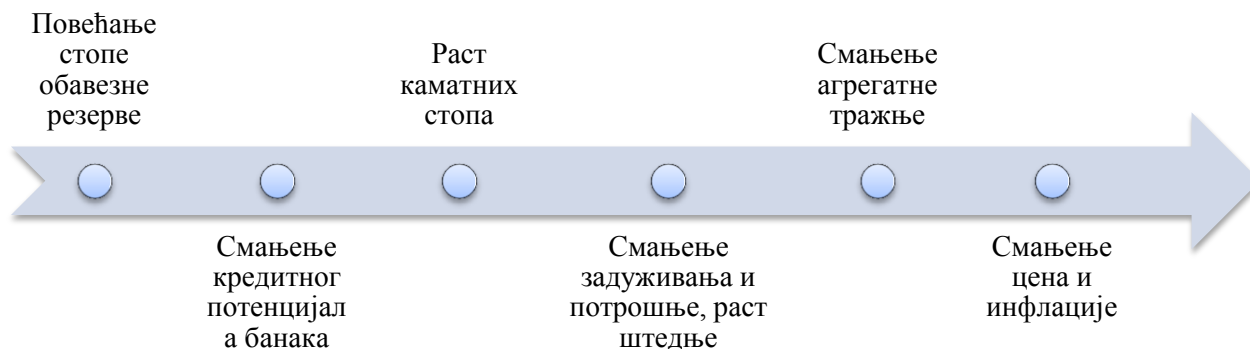 Повећање
стопе
обавезне
резерве
Смањење
кредитног
потенцијал
а банака
Раст
каматних
стопа
Смањење
задуживања и
потрошње, раст
штедње
Смањење
агрегатне
тражње
Смањење
цена и
инфлације